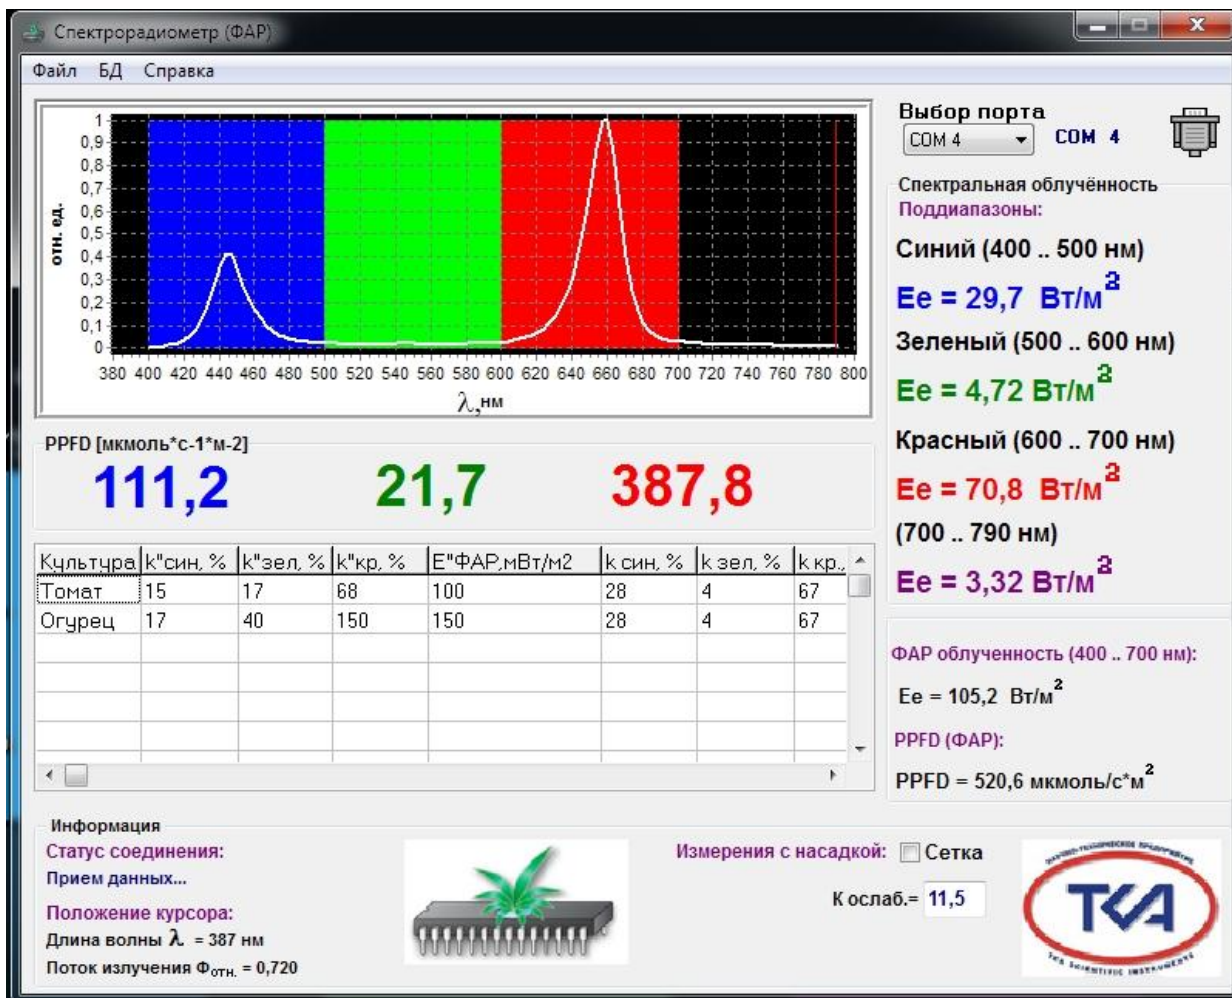 Спектрорадиометр (ФАР)
Файл БД Справка
1
0,9
0,8
0,7
0,6
0,5
0,4
0,3
0,2
0,1
0
отн. ед.
380 400 420 440 460 480 500 520 540 560 580 600 620 640 660 680 700 720 740 760 780 800
λ,нм
PPFD [мкмоль*с-1*м-2]
111,2 21,7 387,8
Культура k"син, % k"зел, % k"кр, % E"ФАР,мВт/м2 k син, % k зел, % k кр.,
Томат 15 17 68 100 28 4 67
Огурец 17 40 150 150 28 4 67
Выбор порта
COM 4 COM 4
Спектральная облучённость
Поддиапазоны:
Синий (400 .. 500 нм)
Ee = 29,7 Вт/м2
Зеленый (500 .. 600 нм)
Ee = 4,72 Вт/м2
Красный (600 .. 700 нм)
Ee = 70,8 Вт/м2
(700 .. 790 нм)
Ee = 3,32 Вт/м2
ФАР облученность (400 .. 700 нм):
Ee = 105,2 Вт/м2
PPFD (ФАР):
PPFD = 520,6 мкмоль/с*м2
Информация
Статус соединения:
Прием данных...
Положение курсора:
Длина волны λ = 387 нм
Поток излучения Фотн. = 0,720
Измерения с насадкой: Сетка
К ослаб.= 11,5
НАУЧНО-ТЕХНИЧЕСКОЕ ПРЕДПРИЯТИЕ
ТКА
TKA SCIENTIFIC INSTRUMENTS